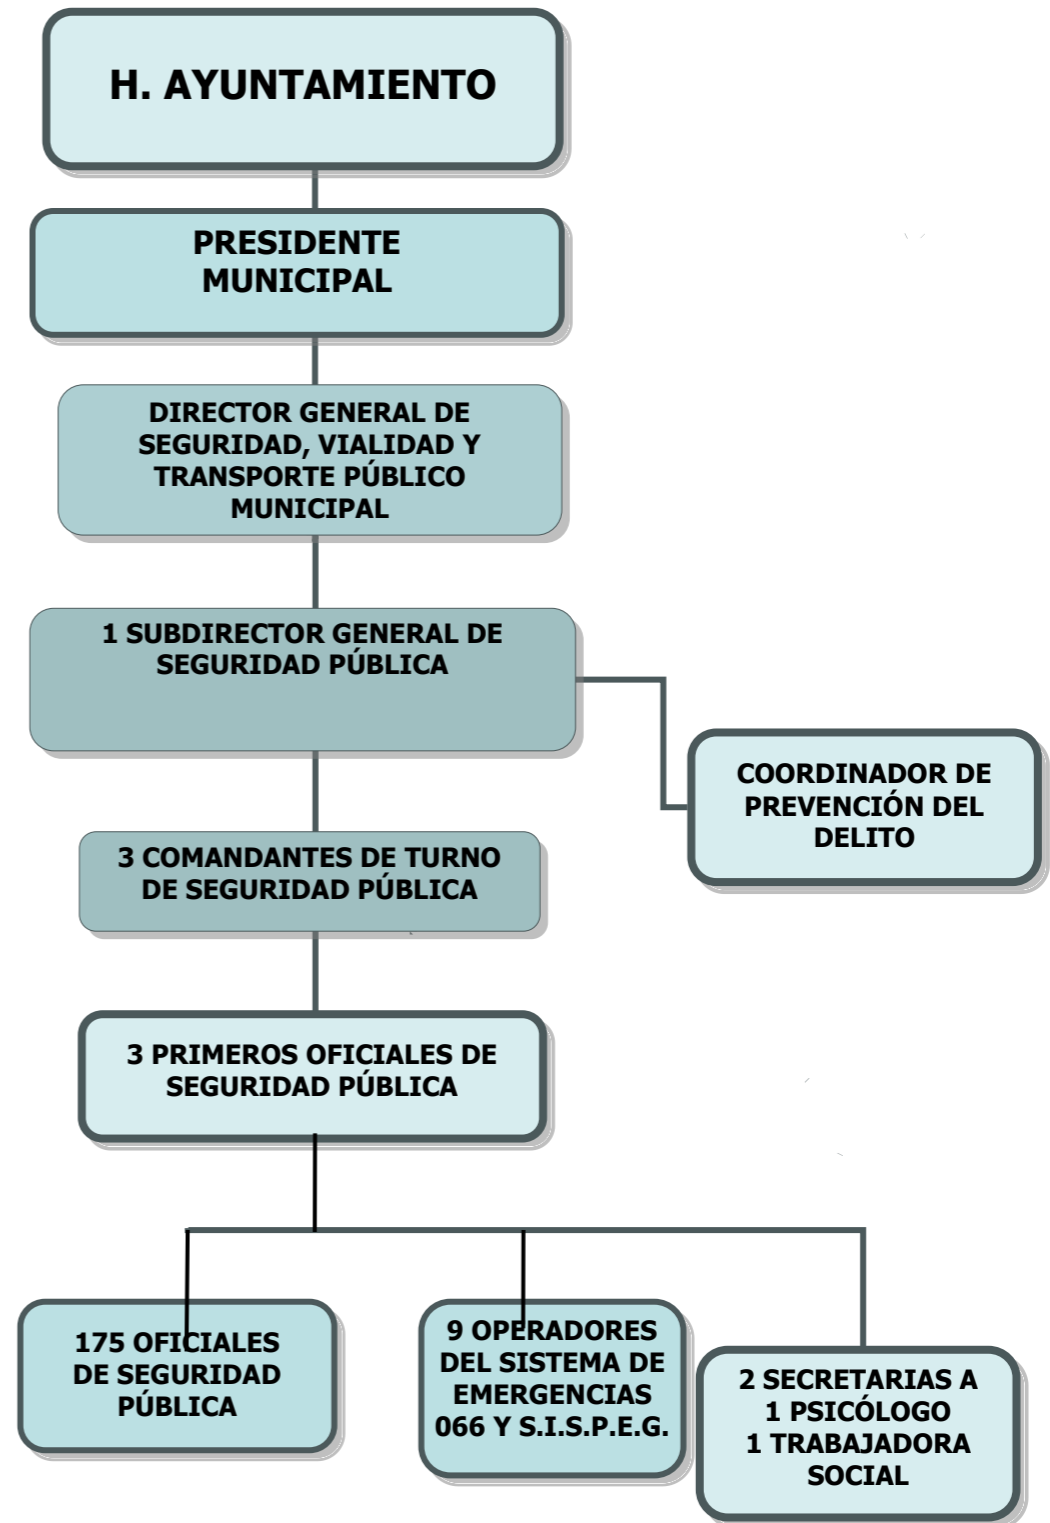 H. AYUNTAMIENTO
PRESIDENTE
MUNICIPAL
DIRECTOR GENERAL DE
SEGURIDAD, VIALIDAD Y
TRANSPORTE PÚBLICO
MUNICIPAL
1 SUBDIRECTOR GENERAL DE
SEGURIDAD PÚBLICA
COORDINADOR DE
PREVENCIÓN DEL
DELITO
3 COMANDANTES DE TURNO
DE SEGURIDAD PÚBLICA
3 PRIMEROS OFICIALES DE
SEGURIDAD PÚBLICA
175 OFICIALES
DE SEGURIDAD
PÚBLICA
9 OPERADORES
DEL SISTEMA DE
EMERGENCIAS
066 Y S.I.S.P.E.G.
2 SECRETARIAS A
1 PSICÓLOGO
1 TRABAJADORA
SOCIAL